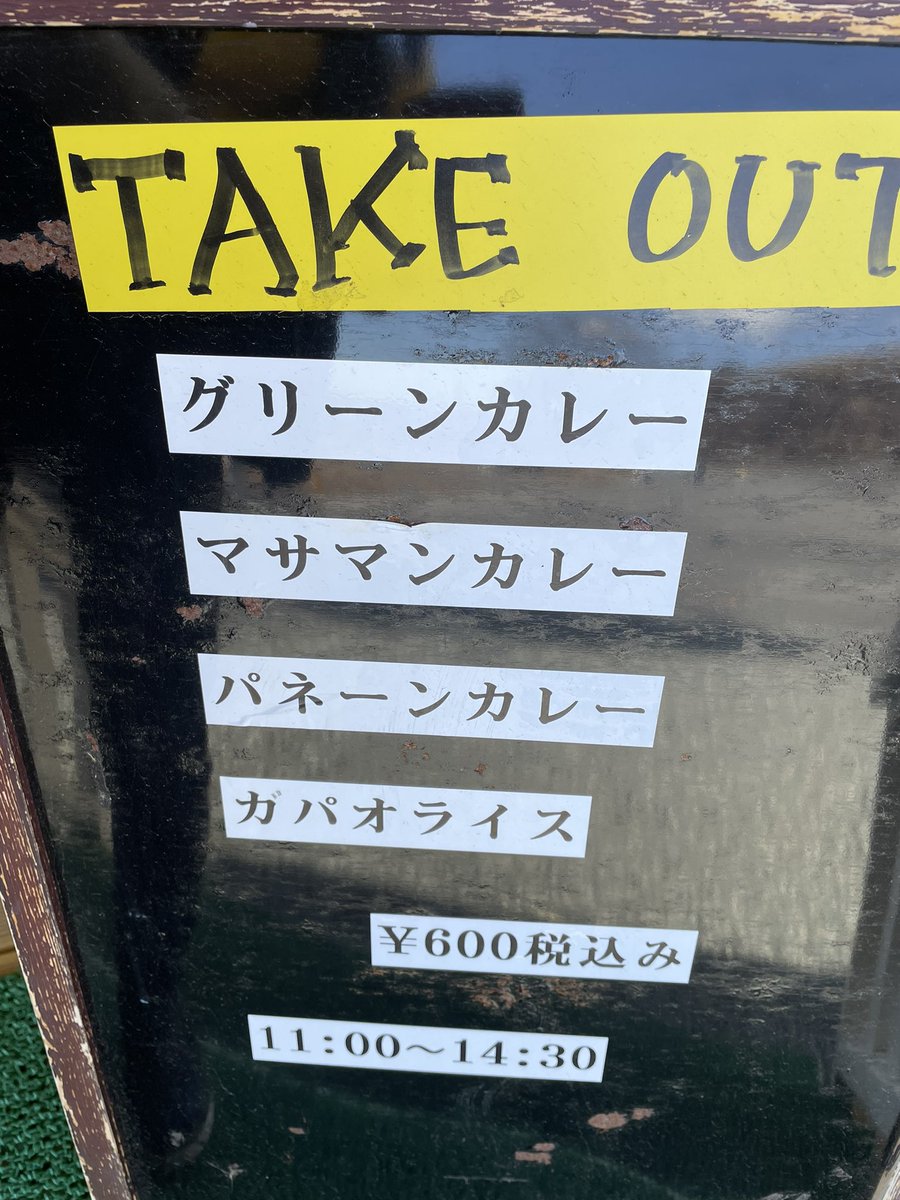 TAKE OUT
グリーンカレー
マサマンカレー
パネーンカレー
ガパオライス
¥600税込み
11:00～14:30